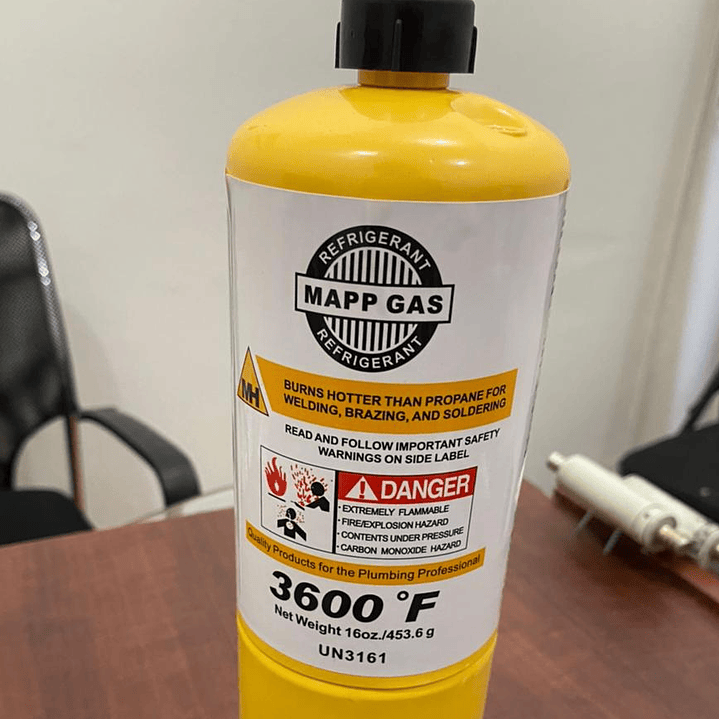 REFRIGERANT
MAPP GAS
REFRIGERANT
MH
BURNS HOTTER THAN PROPANE FOR
WELDING, BRAZING, AND SOLDERING
READ AND FOLLOW IMPORTANT SAFETY
WARNINGS ON SIDE LABEL
DANGER
· EXTREMELY FLAMMABLE
· FIRE/EXPLOSION HAZARD
· CONTENTS UNDER PRESSURE
· CARBON MONOXIDE HAZARD
Quality Products for the Plumbing Professional
3600 °F
Net Weight 16oz./453.6 g
UN3161